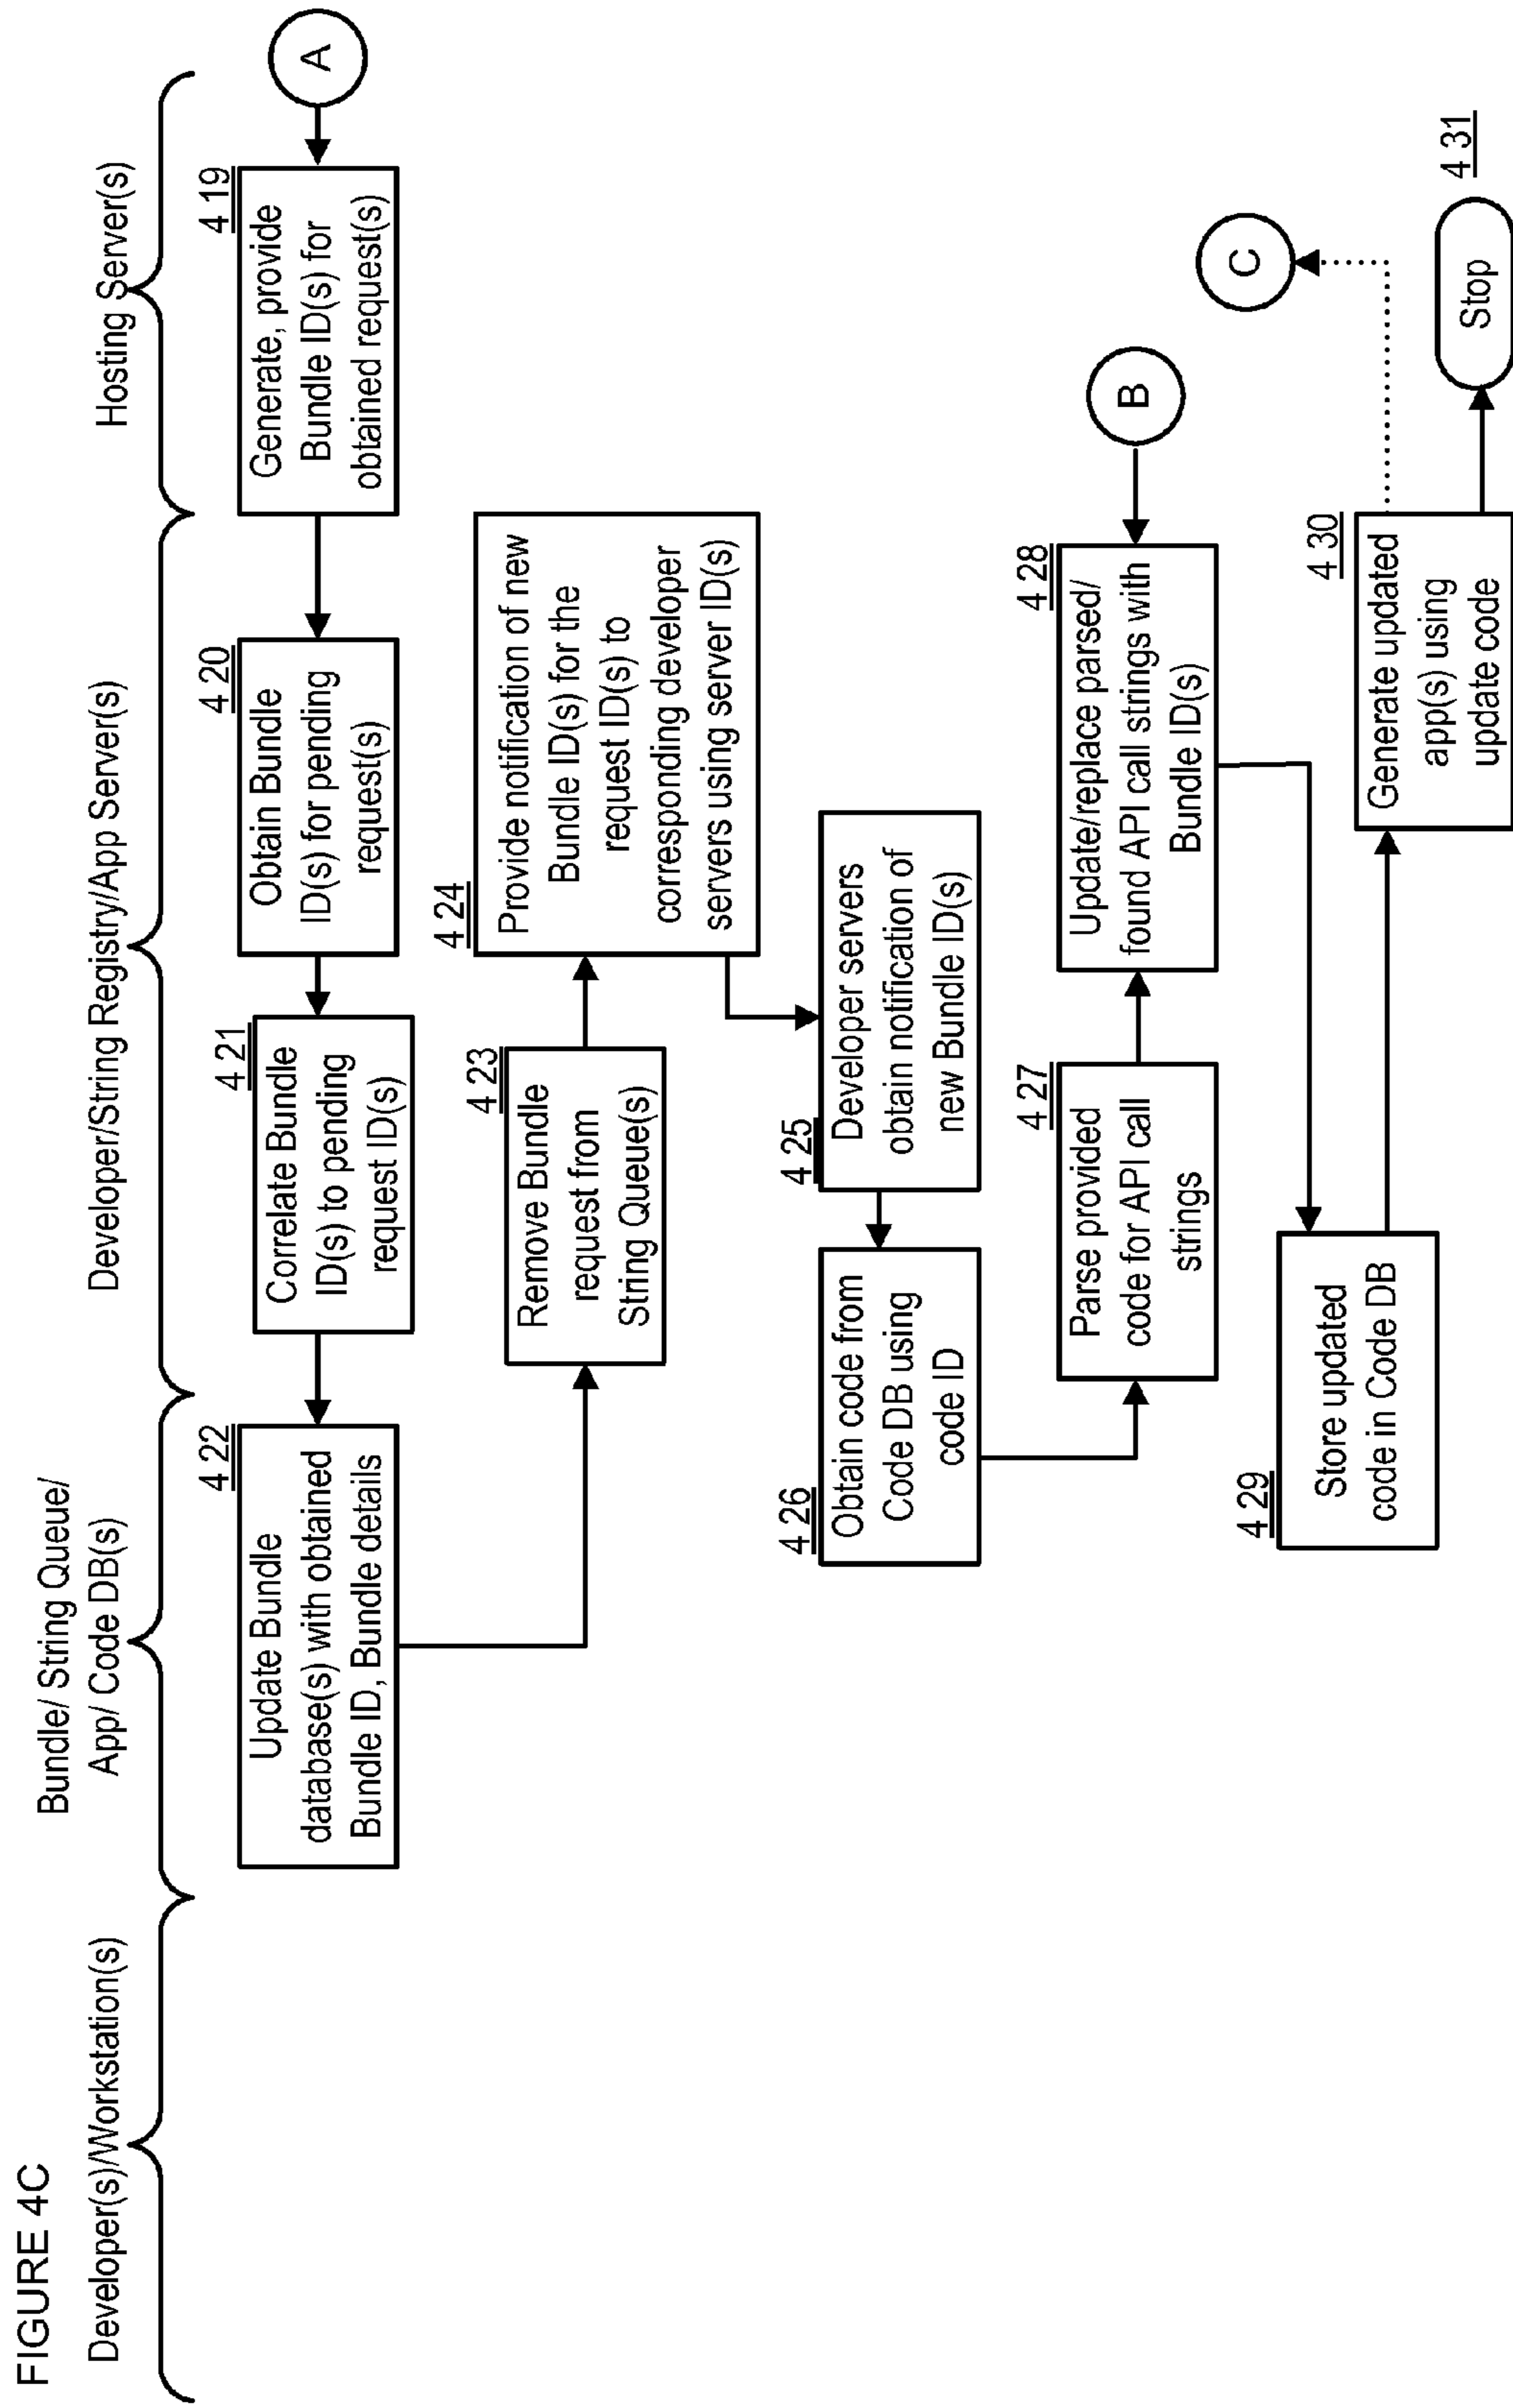 FIGURE 4C
Developer(s)/Workstation(s)
Bundle/ String Queue/
App/ Code DB(s)
Developer/String Registry/App Server(s)
Hosting Server(s)
A
4 19
Generate, provide
Bundle ID(s) for
obtained request(s)
4 20
Obtain Bundle
ID(s) for pending
request(s)
4 21
Correlate Bundle
ID(s) to pending
request ID(s)
4 22
Update Bundle
database(s) with obtained
Bundle ID, Bundle details
4 23
Remove Bundle
request from
String Queue(s)
4 24
Provide notification of new
Bundle ID(s) for the
request ID(s) to
corresponding developer
servers using server ID(s)
4 25
Developer servers
obtain notification of
new Bundle ID(s)
4 26
Obtain code from
Code DB using
code ID
4 27
Parse provided
code for API call
strings
4 28
Update/replace parsed/
found API call strings with
Bundle ID(s)
B
4 29
Store updated
code in Code DB
4 30
Generate updated
app(s) using
update code
C
4 31
Stop